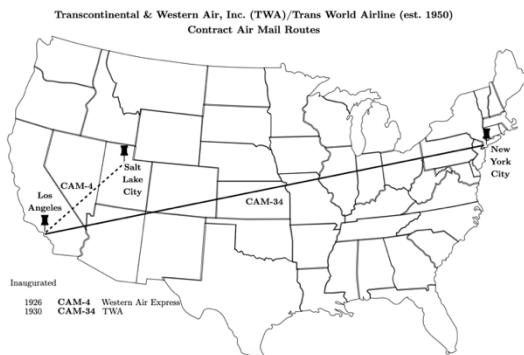 Transcontinental & Western Air, Inc. (TWA)/Trans World Airline (est. 1950)
Contract Air Mail Routes
New
York
City
Salt
Lake
City
CAM-4
Los
Angeles
CAM-34
Inaugurated
1926 CAM-4 Western Air Express
1930 CAM-34 TWA